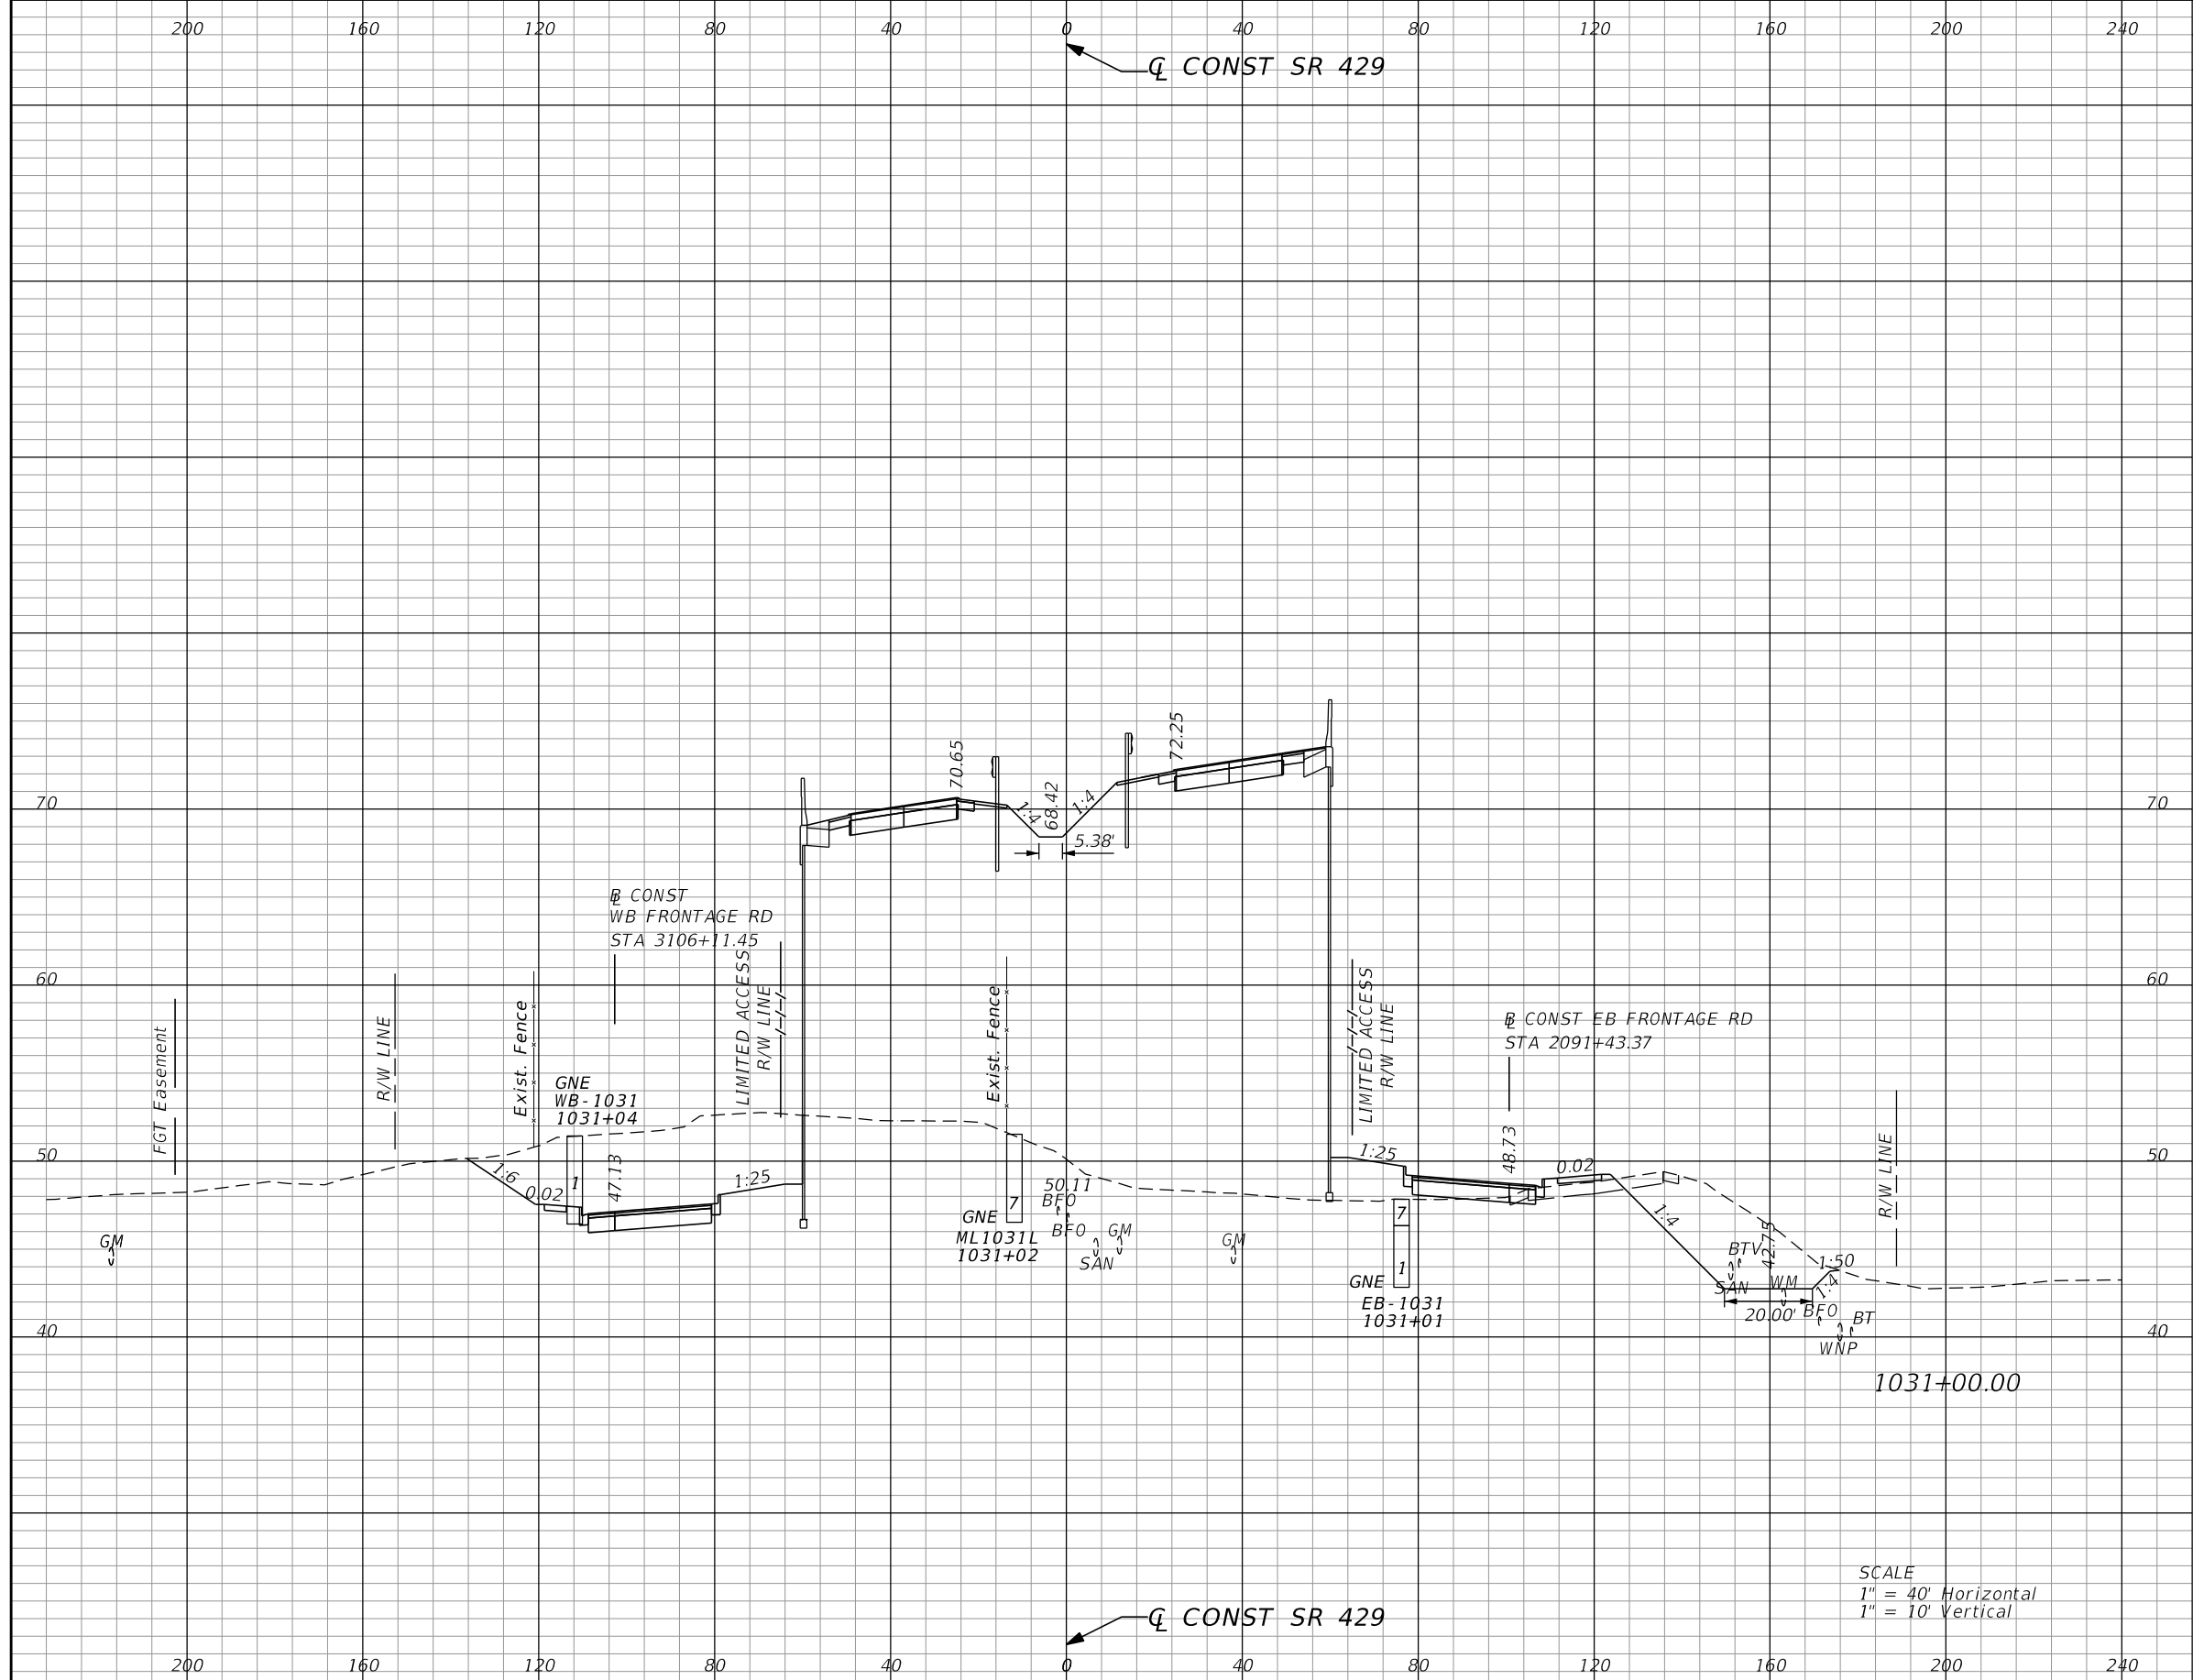 200 160 120 80 40 0 40 80 120 160 200 240
℄ CONST SR 429
72.25
70.65
68.42
1:4
1:4
5.38'
70 70
B̲L CONST
WB FRONTAGE RD
STA 3106+11.45
60 60
FGT Easement
R/W LINE
Exist. Fence
LIMITED ACCESS
R/W LINE
Exist. Fence
LIMITED ACCESS
R/W LINE
BL CONST EB FRONTAGE RD
STA 2091+43.37
R/W LINE
GNE
WB-1031
1031+04
1
50 50
1:6
0.02
47.13
1:25
50.11
BFO
BFO
GNE
ML1031L
1031+02
7
SAN
GM
GM
GM
1:25
48.73
0.02
7
1
GNE
EB-1031
1031+01
1:4
BTV
SAN
42.75
WM
1:50
1:4
20.00'
BFO
BT
WNP
40 40
1031+00.00
SCALE
1" = 40' Horizontal
1" = 10' Vertical
℄ CONST SR 429
200 160 120 80 40 0 40 80 120 160 200 240